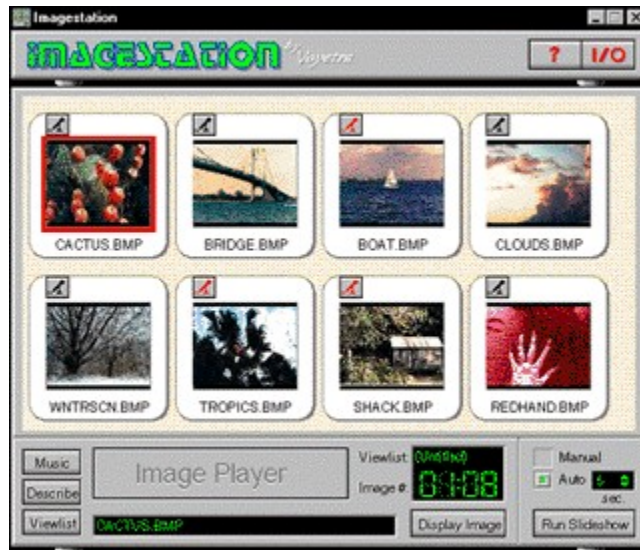 Imagestation
IMAGESTATION by Voyetra
? I/O
CACTUS.BMP BRIDGE.BMP BOAT.BMP CLOUDS.BMP
WNTRSCN.BMP TROPICS.BMP SHACK.BMP REDHAND.BMP
Music
Describe
Viewlist
Image Player
CACTUS.BMP
Viewlist (Untitled)
Image # 01:08
Display Image
Manual
Auto 5
sec.
Run Slideshow